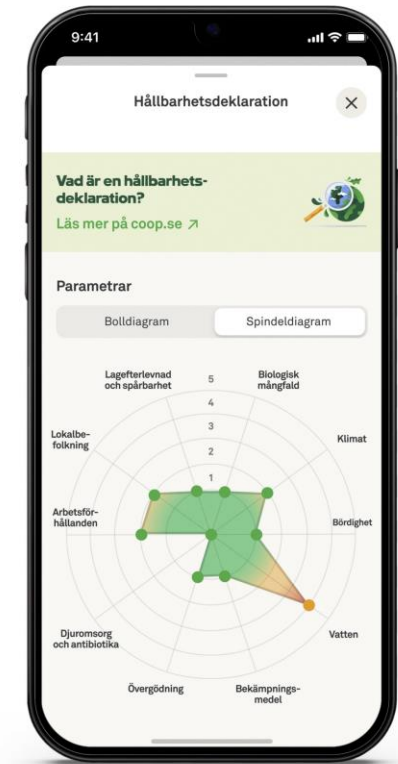 9:41
Hållbarhetsdeklaration
Vad är en hållbarhets-
deklaration?
Läs mer på coop.se ↗
Parametrar
Bolldiagram
Spindeldiagram
Lagefterlevnad
och spårbarhet
5
4
3
2
1
Biologisk
mångfald
Lokalbe-
folkning
Klimat
Arbetsför-
hållanden
Bördighet
Djuromsorg
och antibiotika
Vatten
Övergödning
Bekämpnings-
medel